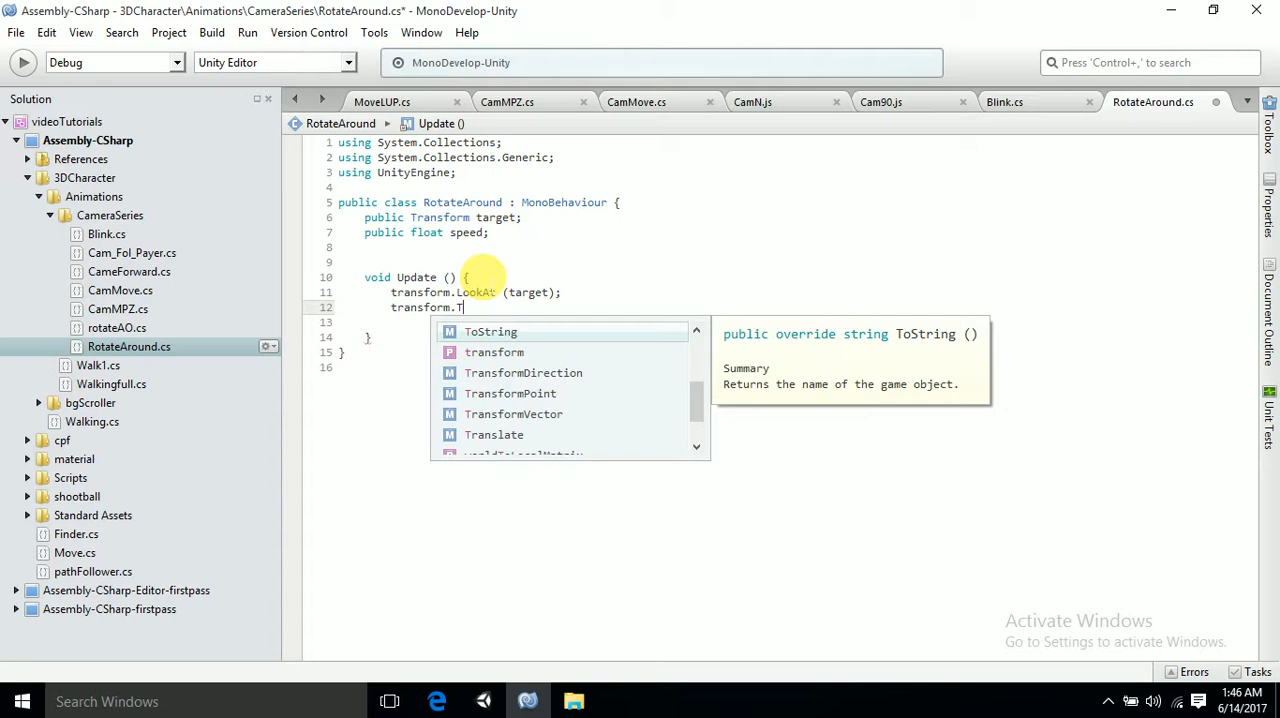 Assembly-CSharp - 3DCharacter\Animations\CameraSeries\RotateAround.cs* - MonoDevelop-Unity
File Edit View Search Project Build Run Version Control Tools Window Help
Debug Unity Editor MonoDevelop-Unity Press 'Control+,' to search
Solution
videoTutorials
Assembly-CSharp
References
3DCharacter
Animations
CameraSeries
Blink.cs
Cam_Fol_Payer.cs
CameForward.cs
CamMove.cs
CamMPZ.cs
rotateAO.cs
RotateAround.cs
Walk1.cs
Walkingfull.cs
bgScroller
Walking.cs
cpf
material
Scripts
shootball
Standard Assets
Finder.cs
Move.cs
pathFollower.cs
Assembly-CSharp-Editor-firstpass
Assembly-CSharp-firstpass
MoveLUP.cs CamMPZ.cs CamMove.cs CamN.js Cam90.js Blink.cs RotateAround.cs
RotateAround Update ()
1 using System.Collections;
2 using System.Collections.Generic;
3 using UnityEngine;
4
5 public class RotateAround : MonoBehaviour {
6 public Transform target;
7 public float speed;
8
9
10 void Update () {
11 transform.LookAt (target);
12 transform.T
13
14 }
15 }
16
M ToString
P transform
M TransformDirection
M TransformPoint
M TransformVector
M Translate
P worldToLocalMatrix
public override string ToString ()
Summary
Returns the name of the game object.
Toolbox
Properties
Document Outline
Unit Tests
Activate Windows
Go to Settings to activate Windows.
Errors Tasks
Search Windows
1:46 AM
6/14/2017